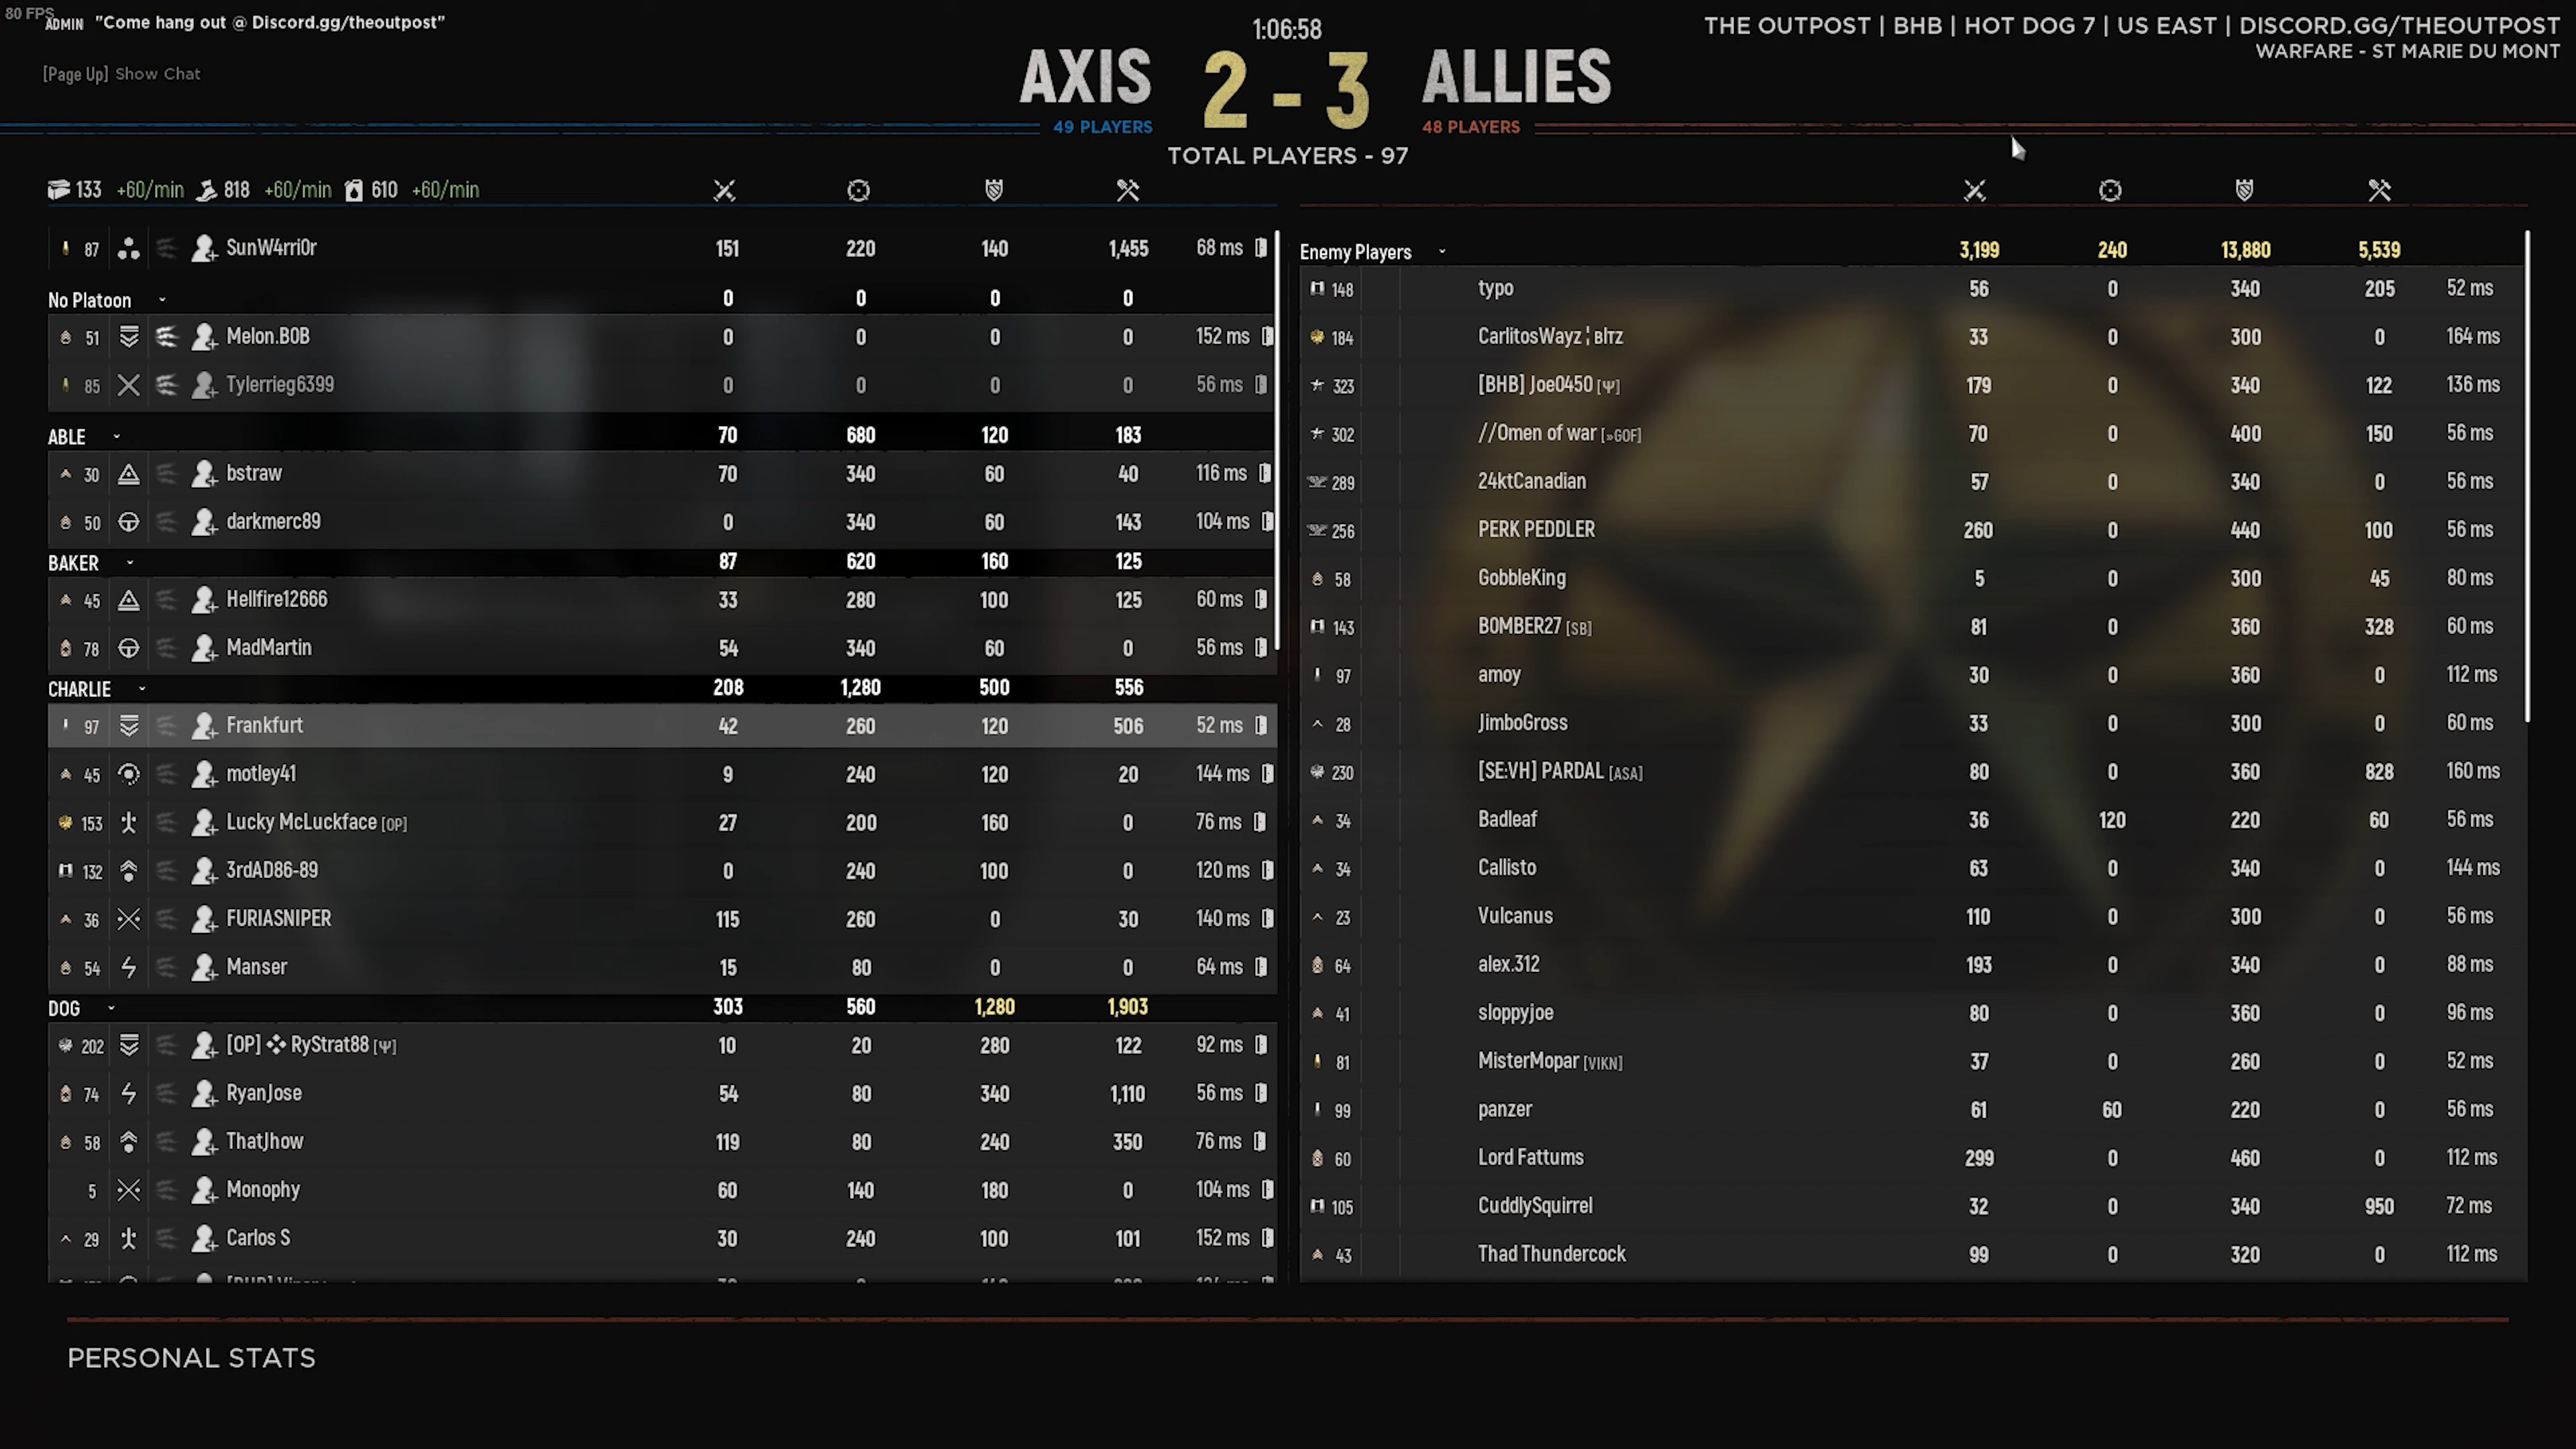 80 FPS
ADMIN "Come hang out @ Discord.gg/theoutpost"
[Page Up] Show Chat
1:06:58
AXIS 2 - 3 ALLIES
49 PLAYERS 48 PLAYERS
TOTAL PLAYERS - 97
THE OUTPOST | BHB | HOT DOG 7 | US EAST | DISCORD.GG/THEOUTPOST
WARFARE - ST MARIE DU MONT
133 +60/min 818 +60/min 610 +60/min
87 SunW4rri0r 151 220 140 1,455 68 ms
No Platoon 0 0 0 0
51 Melon.BOB 0 0 0 0 152 ms
85 Tylerrieg6399 0 0 0 0 56 ms
ABLE 70 680 120 183
30 bstraw 70 340 60 40 116 ms
50 darkmerc89 0 340 60 143 104 ms
BAKER 87 620 160 125
45 Hellfire12666 33 280 100 125 60 ms
78 MadMartin 54 340 60 0 56 ms
CHARLIE 208 1,280 500 556
97 Frankfurt 42 260 120 506 52 ms
45 motley41 9 240 120 20 144 ms
153 Lucky McLuckface [OP] 27 200 160 0 76 ms
132 3rdAD86-89 0 240 100 0 120 ms
36 FURIASNIPER 115 260 0 30 140 ms
54 Manser 15 80 0 0 64 ms
DOG 303 560 1,280 1,903
202 [OP] ❖ RyStrat88 [Ψ] 10 20 280 122 92 ms
74 RyanJose 54 80 340 1,110 56 ms
58 ThatJhow 119 80 240 350 76 ms
5 Monophy 60 140 180 0 104 ms
29 Carlos S 30 240 100 101 152 ms
Enemy Players 3,199 240 13,880 5,539
148 typo 56 0 340 205 52 ms
184 CarlitosWayz ¦ BlTz 33 0 300 0 164 ms
323 [BHB] Joe0450 [Ψ] 179 0 340 122 136 ms
302 //Omen of war [»GOF] 70 0 400 150 56 ms
289 24ktCanadian 57 0 340 0 56 ms
256 PERK PEDDLER 260 0 440 100 56 ms
58 GobbleKing 5 0 300 45 80 ms
143 BOMBER27 [SB] 81 0 360 328 60 ms
97 amoy 30 0 360 0 112 ms
28 JimboGross 33 0 300 0 60 ms
230 [SE:VH] PARDAL [ASA] 80 0 360 828 160 ms
34 Badleaf 36 120 220 60 56 ms
34 Callisto 63 0 340 0 144 ms
23 Vulcanus 110 0 300 0 56 ms
64 alex.312 193 0 340 0 88 ms
41 sloppyjoe 80 0 360 0 96 ms
81 MisterMopar [VIKN] 37 0 260 0 52 ms
99 panzer 61 60 220 0 56 ms
60 Lord Fattums 299 0 460 0 112 ms
105 CuddlySquirrel 32 0 340 950 72 ms
43 Thad Thundercock 99 0 320 0 112 ms
PERSONAL STATS